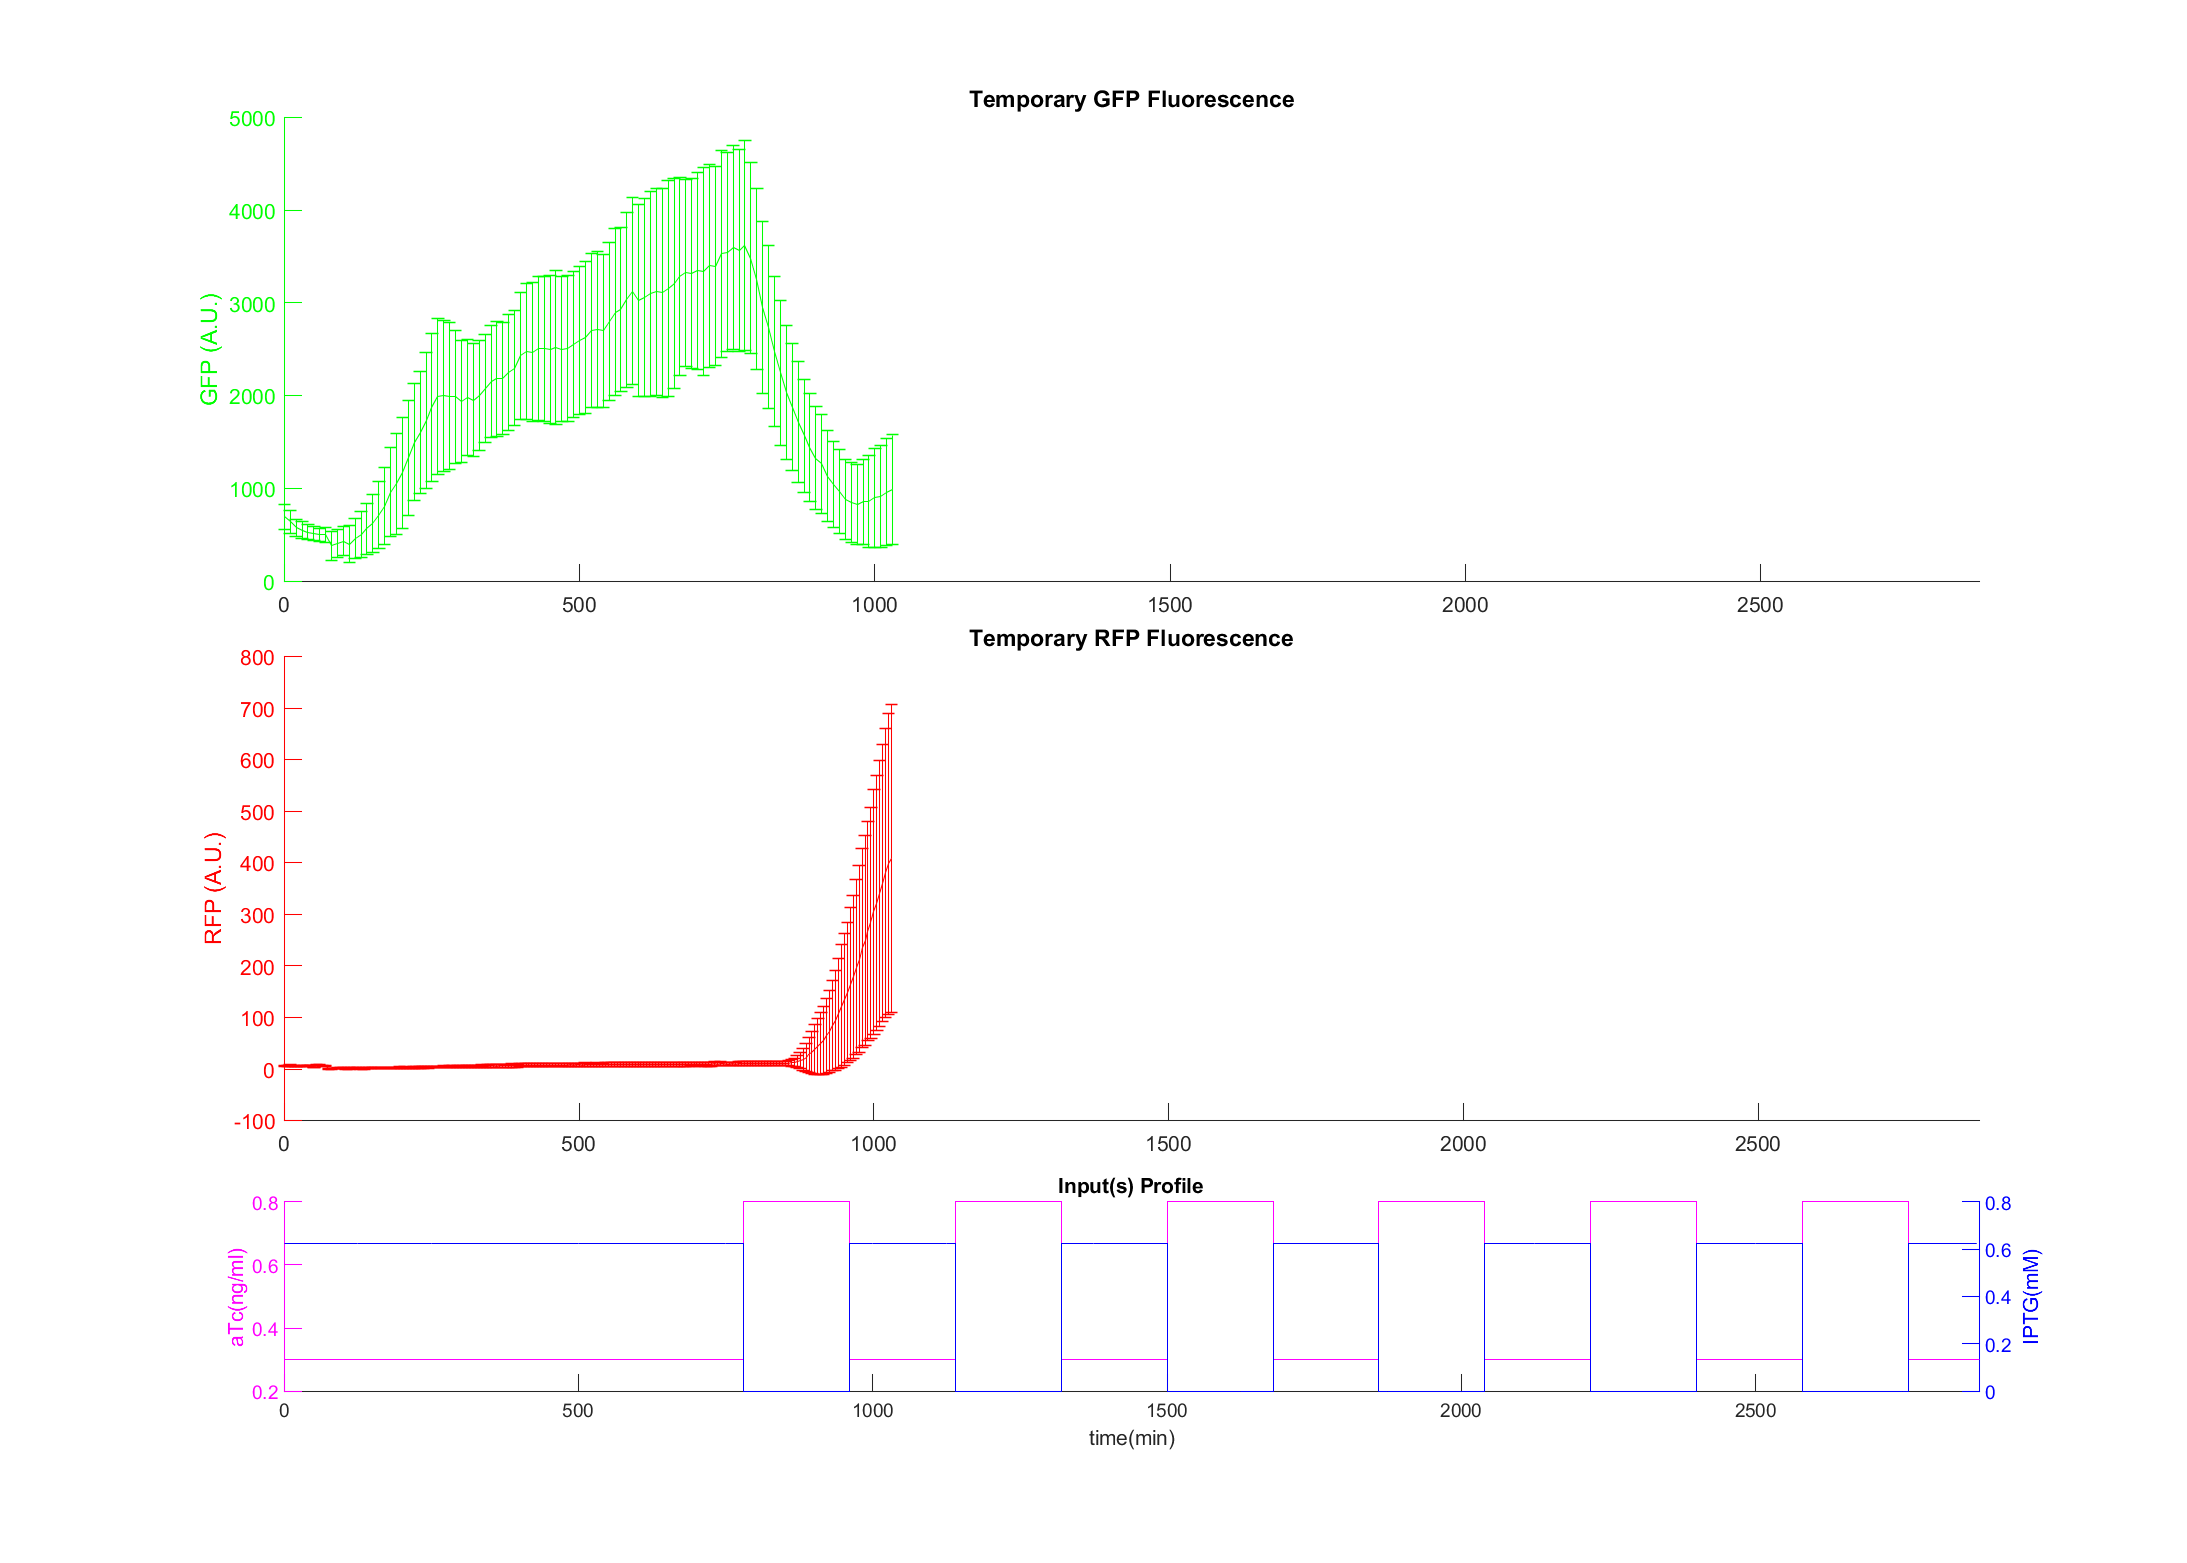 Temporary GFP Fluorescence
GFP (A.U.)
5000
4000
3000
2000
1000
0
0 500 1000 1500 2000 2500
Temporary RFP Fluorescence
RFP (A.U.)
800
700
600
500
400
300
200
100
0
-100
0 500 1000 1500 2000 2500
Input(s) Profile
aTc(ng/ml)
0.8
0.6
0.4
0.2
0.8
0.6
0.4
0.2
0
IPTG(mM)
0 500 1000 1500 2000 2500
time(min)